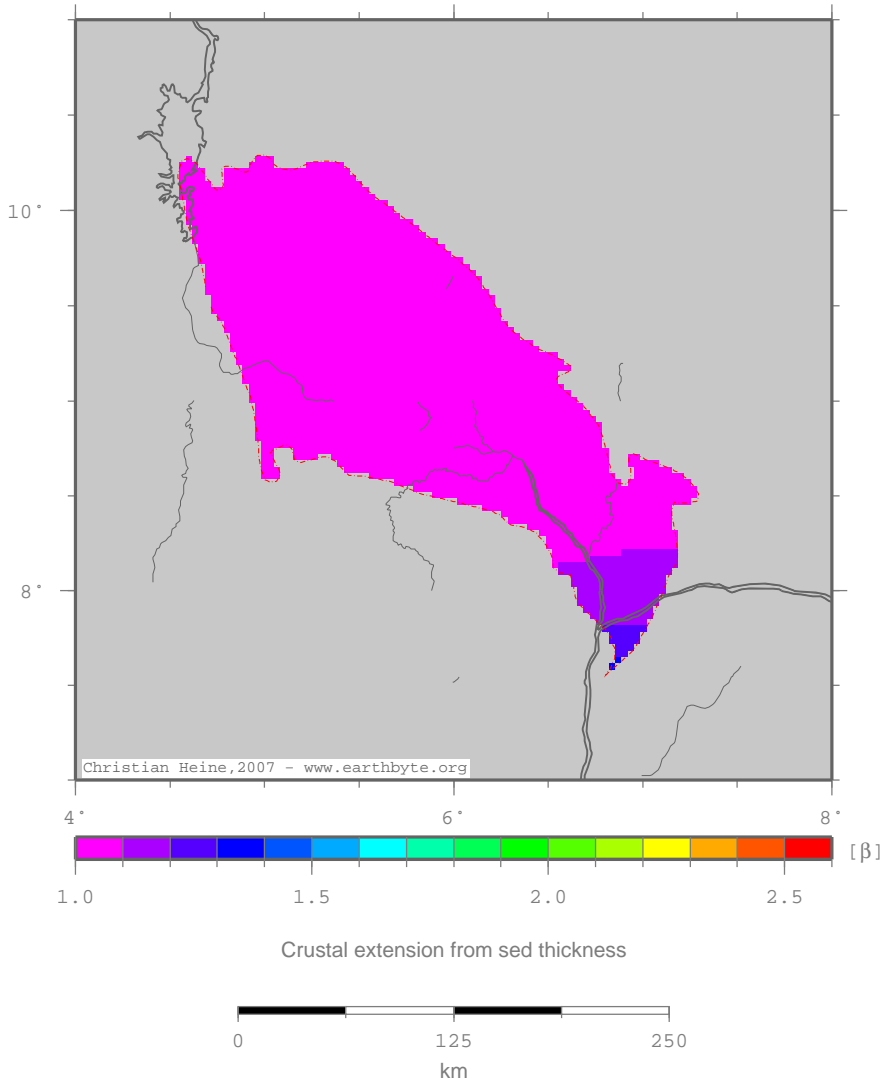 10°
8°
Christian Heine,2007 - www.earthbyte.org
4° 6° 8°
[β]
1.0 1.5 2.0 2.5
Crustal extension from sed thickness
0 125 250
km